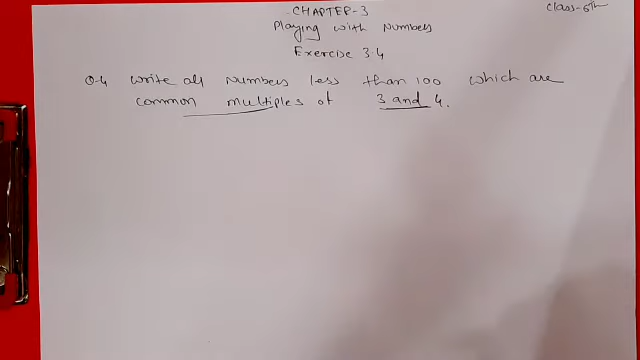 CHAPTER-3
Class-6th
Playing with Numbers
Exercise 3.4
Q.4 Write all Numbers less than 100 which are
common multiples of 3 and 4.